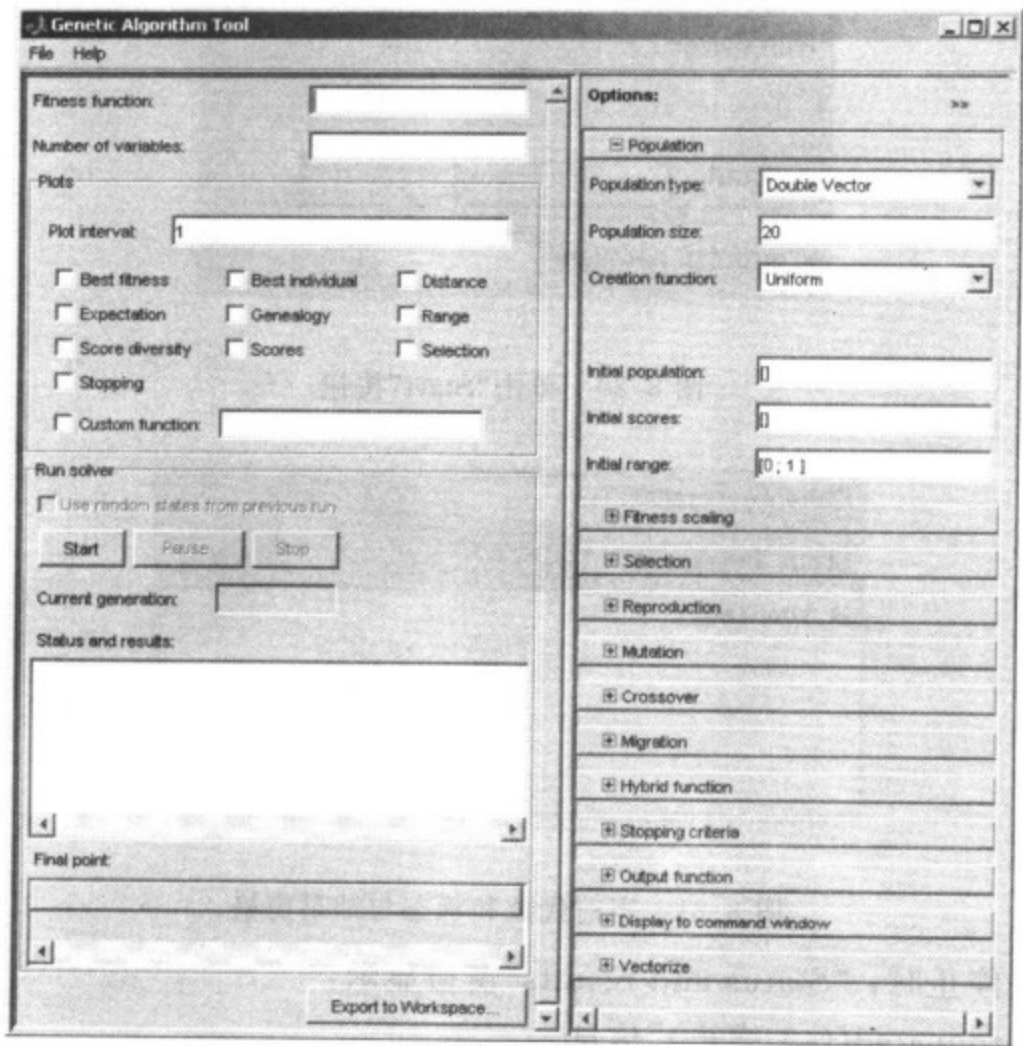 Genetic Algorithm Tool
File Help
Fitness function:
Number of variables:
Plots
Plot interval: 1
Best fitness Best individual Distance
Expectation Genealogy Range
Score diversity Scores Selection
Stopping
Custom function:
Run solver
Use random states from previous run
Start Pause Stop
Current generation:
Status and results:
Final point:
Export to Workspace...
Options: >>
Population
Population type: Double Vector
Population size: 20
Creation function: Uniform
Initial population: []
Initial scores: []
Initial range: [0 ; 1 ]
Fitness scaling
Selection
Reproduction
Mutation
Crossover
Migration
Hybrid function
Stopping criteria
Output function
Display to command window
Vectorize